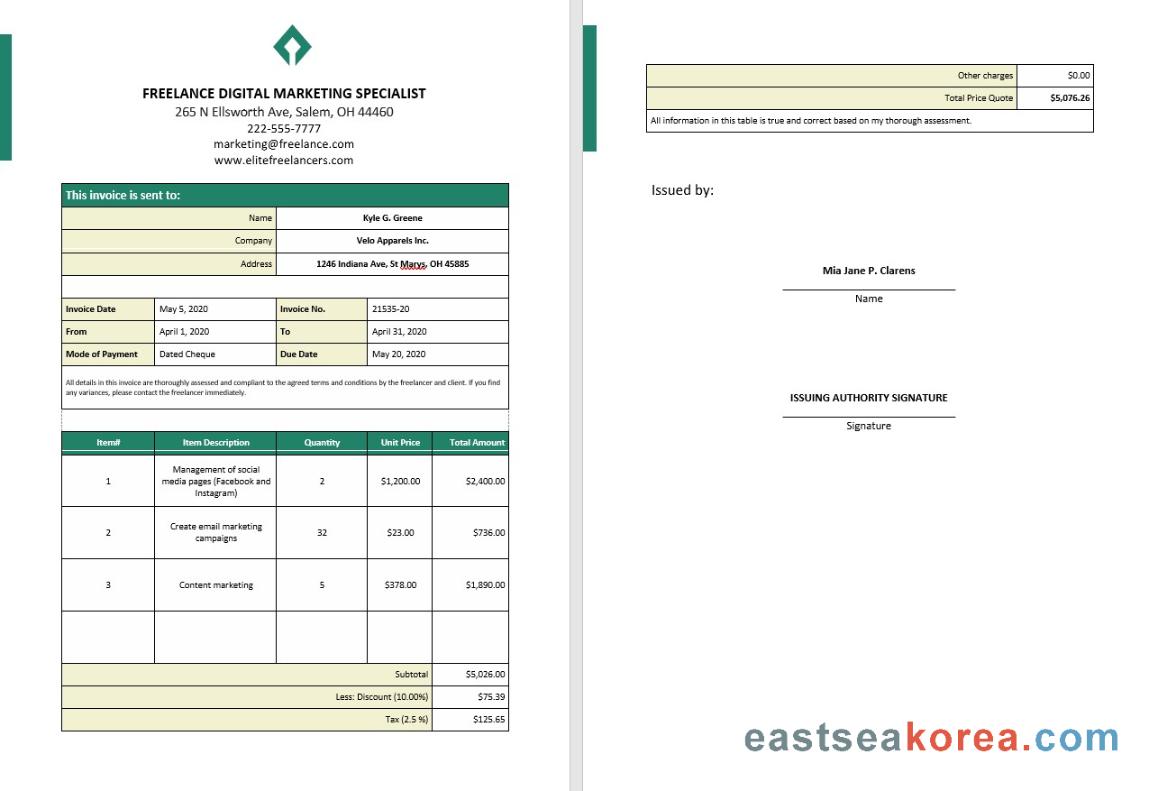 FREELANCE DIGITAL MARKETING SPECIALIST
265 N Ellsworth Ave, Salem, OH 44460
222-555-7777
marketing@freelance.com
www.elitefreelancers.com
This invoice is sent to:
Name Kyle G. Greene
Company Velo Apparels Inc.
Address 1246 Indiana Ave, St Marys, OH 45885
Invoice Date May 5, 2020 Invoice No. 21535-20
From April 1, 2020 To April 31, 2020
Mode of Payment Dated Cheque Due Date May 20, 2020
All details in this invoice are thoroughly assessed and compliant to the agreed terms and conditions by the freelancer and client. If you find
any variances, please contact the freelancer immediately.
Item# Item Description Quantity Unit Price Total Amount
1 Management of social media pages (Facebook and Instagram) 2 $1,200.00 $2,400.00
2 Create email marketing campaigns 32 $23.00 $736.00
3 Content marketing 5 $378.00 $1,890.00
Subtotal $5,026.00
Less: Discount (10.00%) $75.39
Tax (2.5 %) $125.65
Other charges $0.00
Total Price Quote $5,076.26
All information in this table is true and correct based on my thorough assessment.
Issued by:
Mia Jane P. Clarens
Name
ISSUING AUTHORITY SIGNATURE
Signature
eastseakorea.com